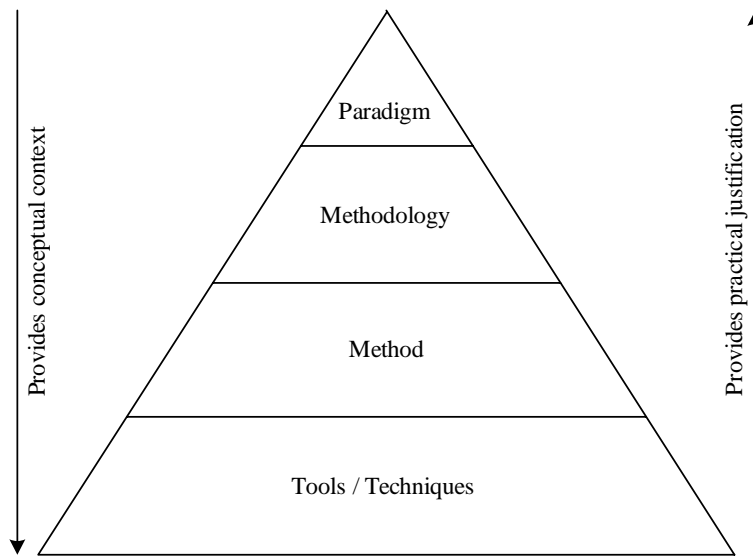 Provides conceptual context
Paradigm
Methodology
Method
Tools / Techniques
Provides practical justification